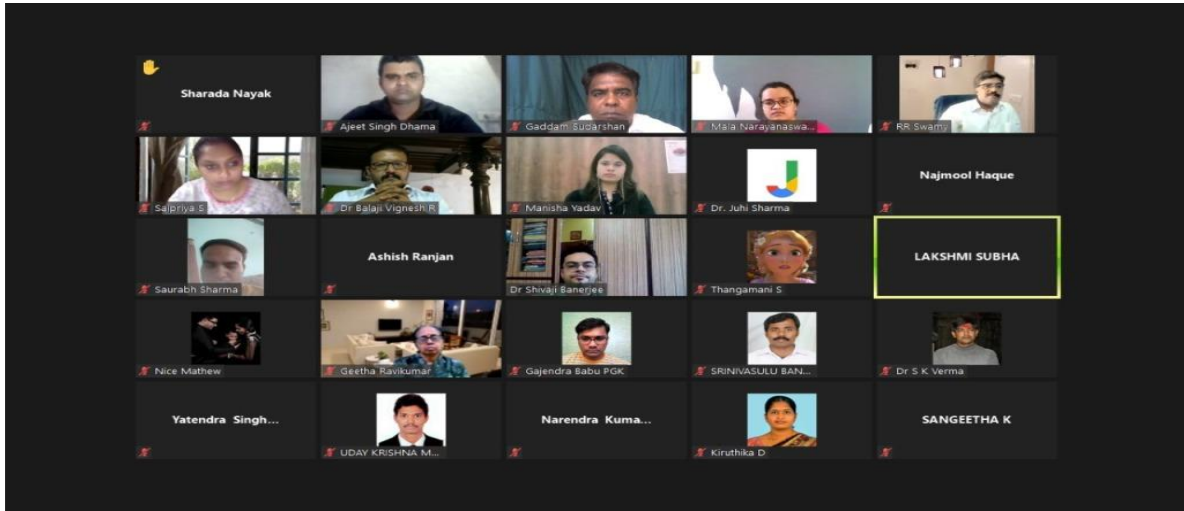 Sharada Nayak
Ajeet Singh Dhama
Gaddam Sudarshan
Mala Narayanaswa...
RR Swamy
Saipriya S
Dr Balaji Vignesh R
Manisha Yadav
Dr. Juhi Sharma
Najmool Haque
Saurabh Sharma
Ashish Ranjan
Dr Shivaji Banerjee
Thangamani S
LAKSHMI SUBHA
Nice Mathew
Geetha Ravikumar
Gajendra Babu PGK
SRINIVASULU BAN...
Dr S K Verma
Yatendra Singh...
UDAY KRISHNA M...
Narendra Kuma...
Kiruthika D
SANGEETHA K